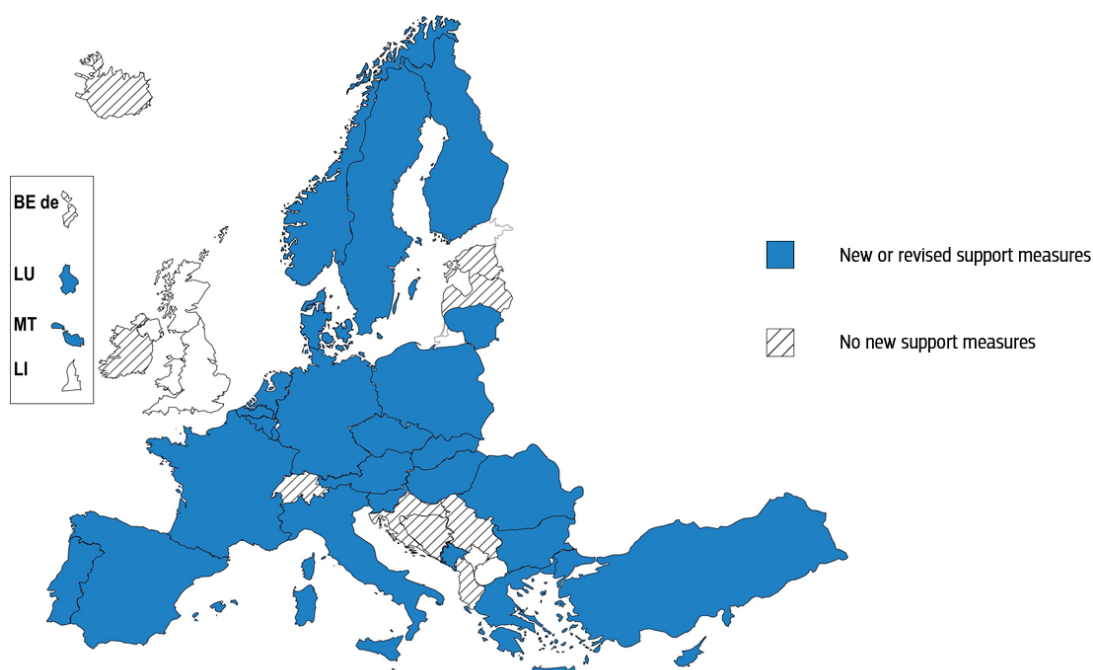 BE de
LU
MT
LI
New or revised support measures
No new support measures